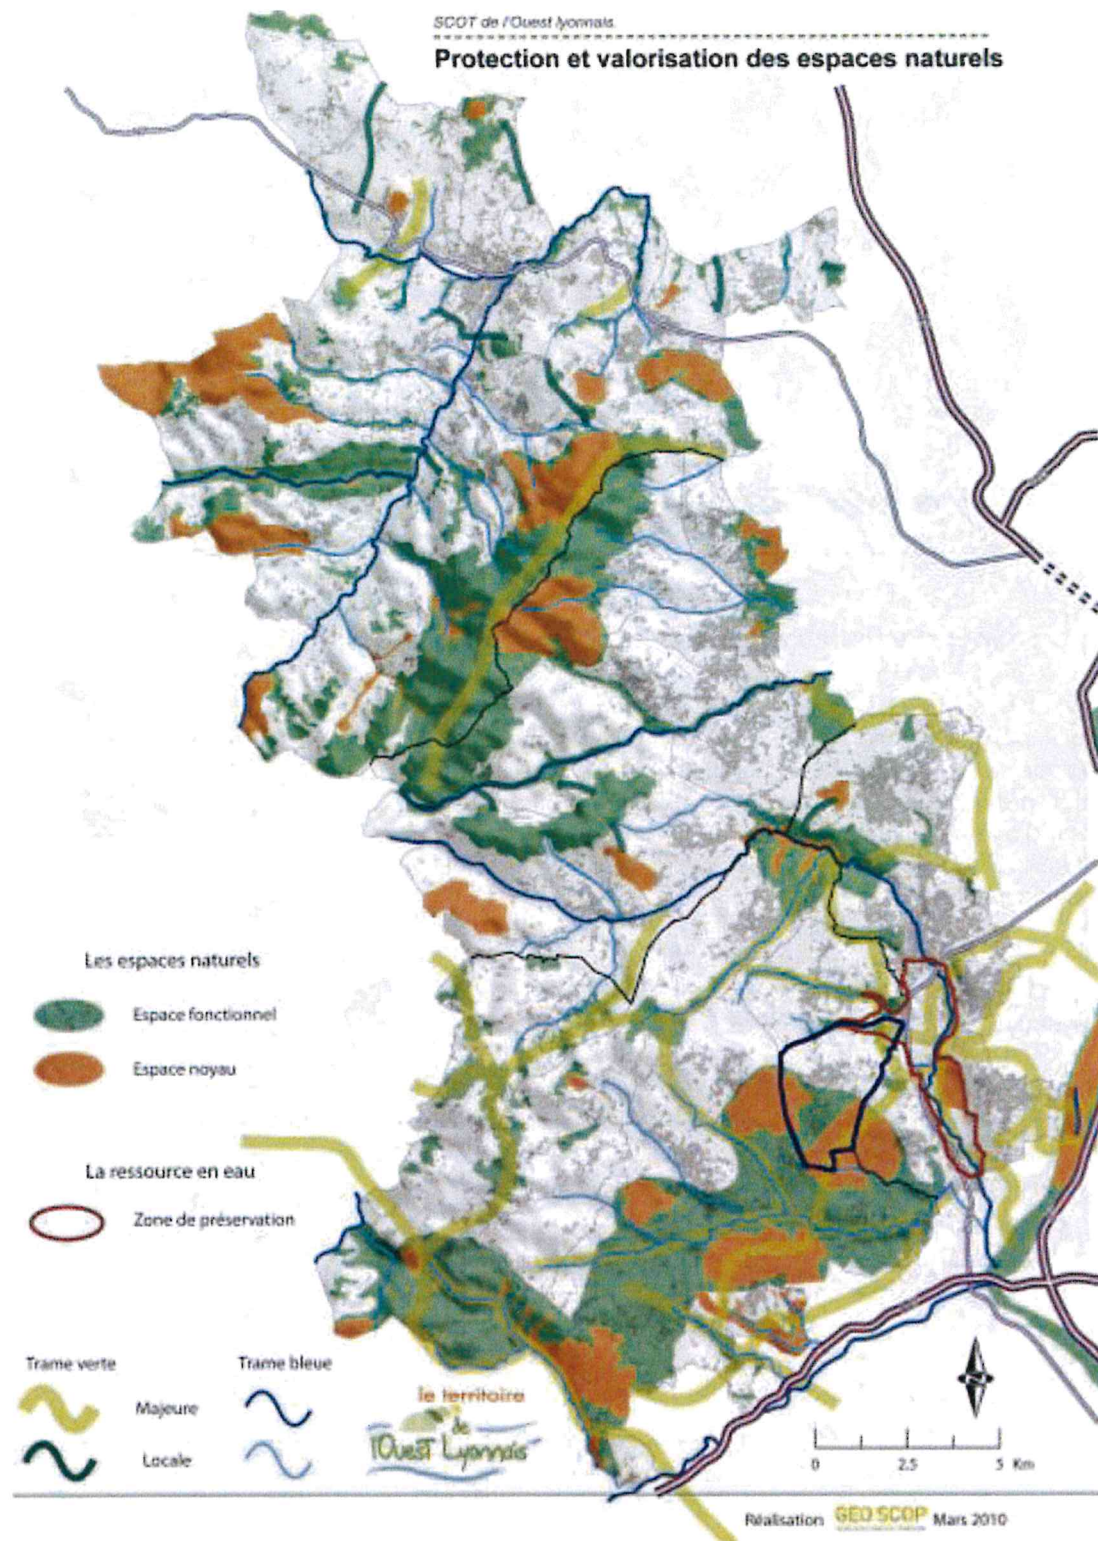 SCOT de l'Ouest lyonnais
Protection et valorisation des espaces naturels
Les espaces naturels
Espace fonctionnel
Espace noyau
La ressource en eau
Zone de préservation
Trame verte
Trame bleue
Majeure
Locale
le territoire
de
l'Ouest Lyonnais
0 2.5 5 Km
Réalisation GEO SCOP Mars 2010